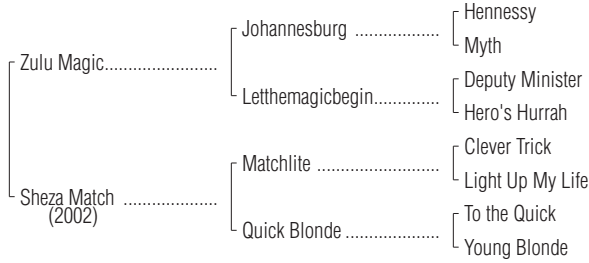 Hennessy
Johannesburg ..................
Myth
Zulu Magic........................
Deputy Minister
Letthemagicbegin..............
Hero's Hurrah
Clever Trick
Matchlite ..........................
Light Up My Life
Sheza Match ....................
(2002)
To the Quick
Quick Blonde ....................
Young Blonde